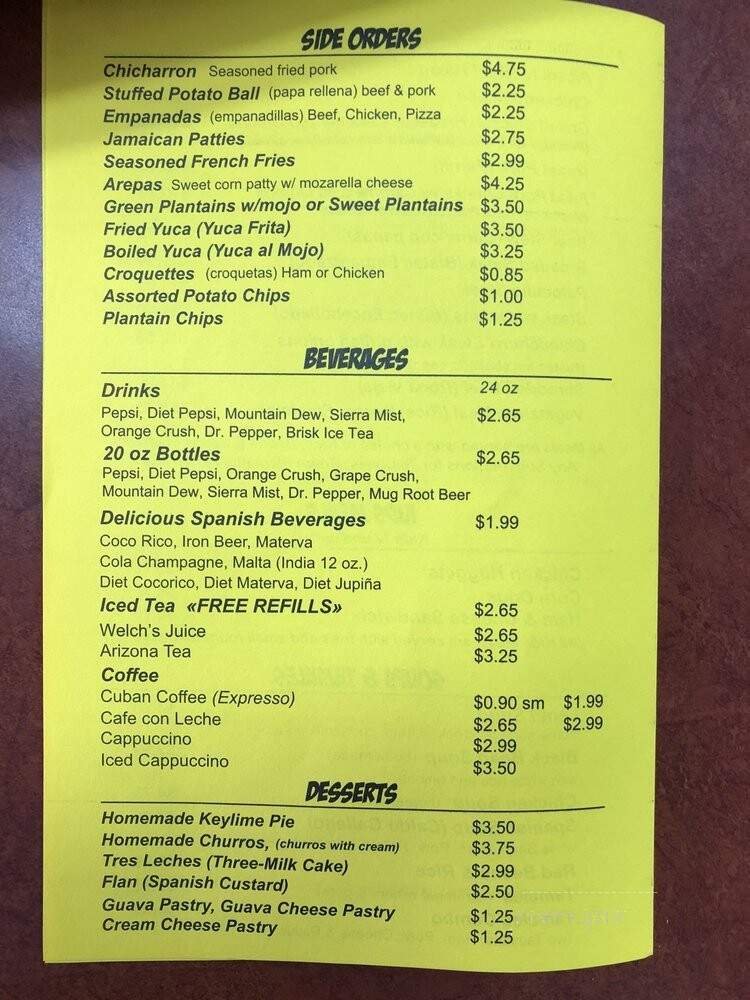 SIDE ORDERS
Chicharron Seasoned fried pork $4.75
Stuffed Potato Ball (papa rellena) beef & pork $2.25
Empanadas (empanadillas) Beef, Chicken, Pizza $2.25
Jamaican Patties $2.75
Seasoned French Fries $2.99
Arepas Sweet corn patty w/ mozarella cheese $4.25
Green Plantains w/mojo or Sweet Plantains $3.50
Fried Yuca (Yuca Frita) $3.50
Boiled Yuca (Yuca al Mojo) $3.25
Croquettes (croquetas) Ham or Chicken $0.85
Assorted Potato Chips $1.00
Plantain Chips $1.25
BEVERAGES
Drinks 24 oz
Pepsi, Diet Pepsi, Mountain Dew, Sierra Mist, $2.65
Orange Crush, Dr. Pepper, Brisk Ice Tea
20 oz Bottles $2.65
Pepsi, Diet Pepsi, Orange Crush, Grape Crush,
Mountain Dew, Sierra Mist, Dr. Pepper, Mug Root Beer
Delicious Spanish Beverages $1.99
Coco Rico, Iron Beer, Materva
Cola Champagne, Malta (India 12 oz.)
Diet Cocorico, Diet Materva, Diet Jupiña
Iced Tea «FREE REFILLS» $2.65
Welch's Juice $2.65
Arizona Tea $3.25
Coffee
Cuban Coffee (Expresso) $0.90 sm $1.99
Cafe con Leche $2.65 $2.99
Cappuccino $2.99
Iced Cappuccino $3.50
DESSERTS
Homemade Keylime Pie $3.50
Homemade Churros, (churros with cream) $3.75
Tres Leches (Three-Milk Cake) $2.99
Flan (Spanish Custard) $2.50
Guava Pastry, Guava Cheese Pastry $1.25
Cream Cheese Pastry $1.25